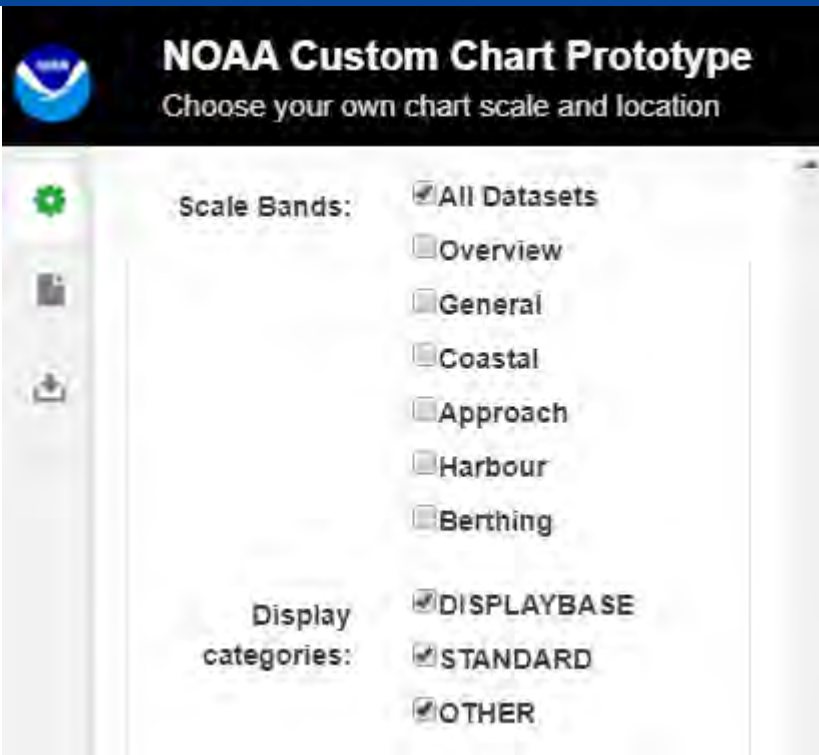 NOAA Custom Chart Prototype
Choose your own chart scale and location
Scale Bands:
All Datasets
Overview
General
Coastal
Approach
Harbour
Berthing
Display
categories:
DISPLAYBASE
STANDARD
OTHER